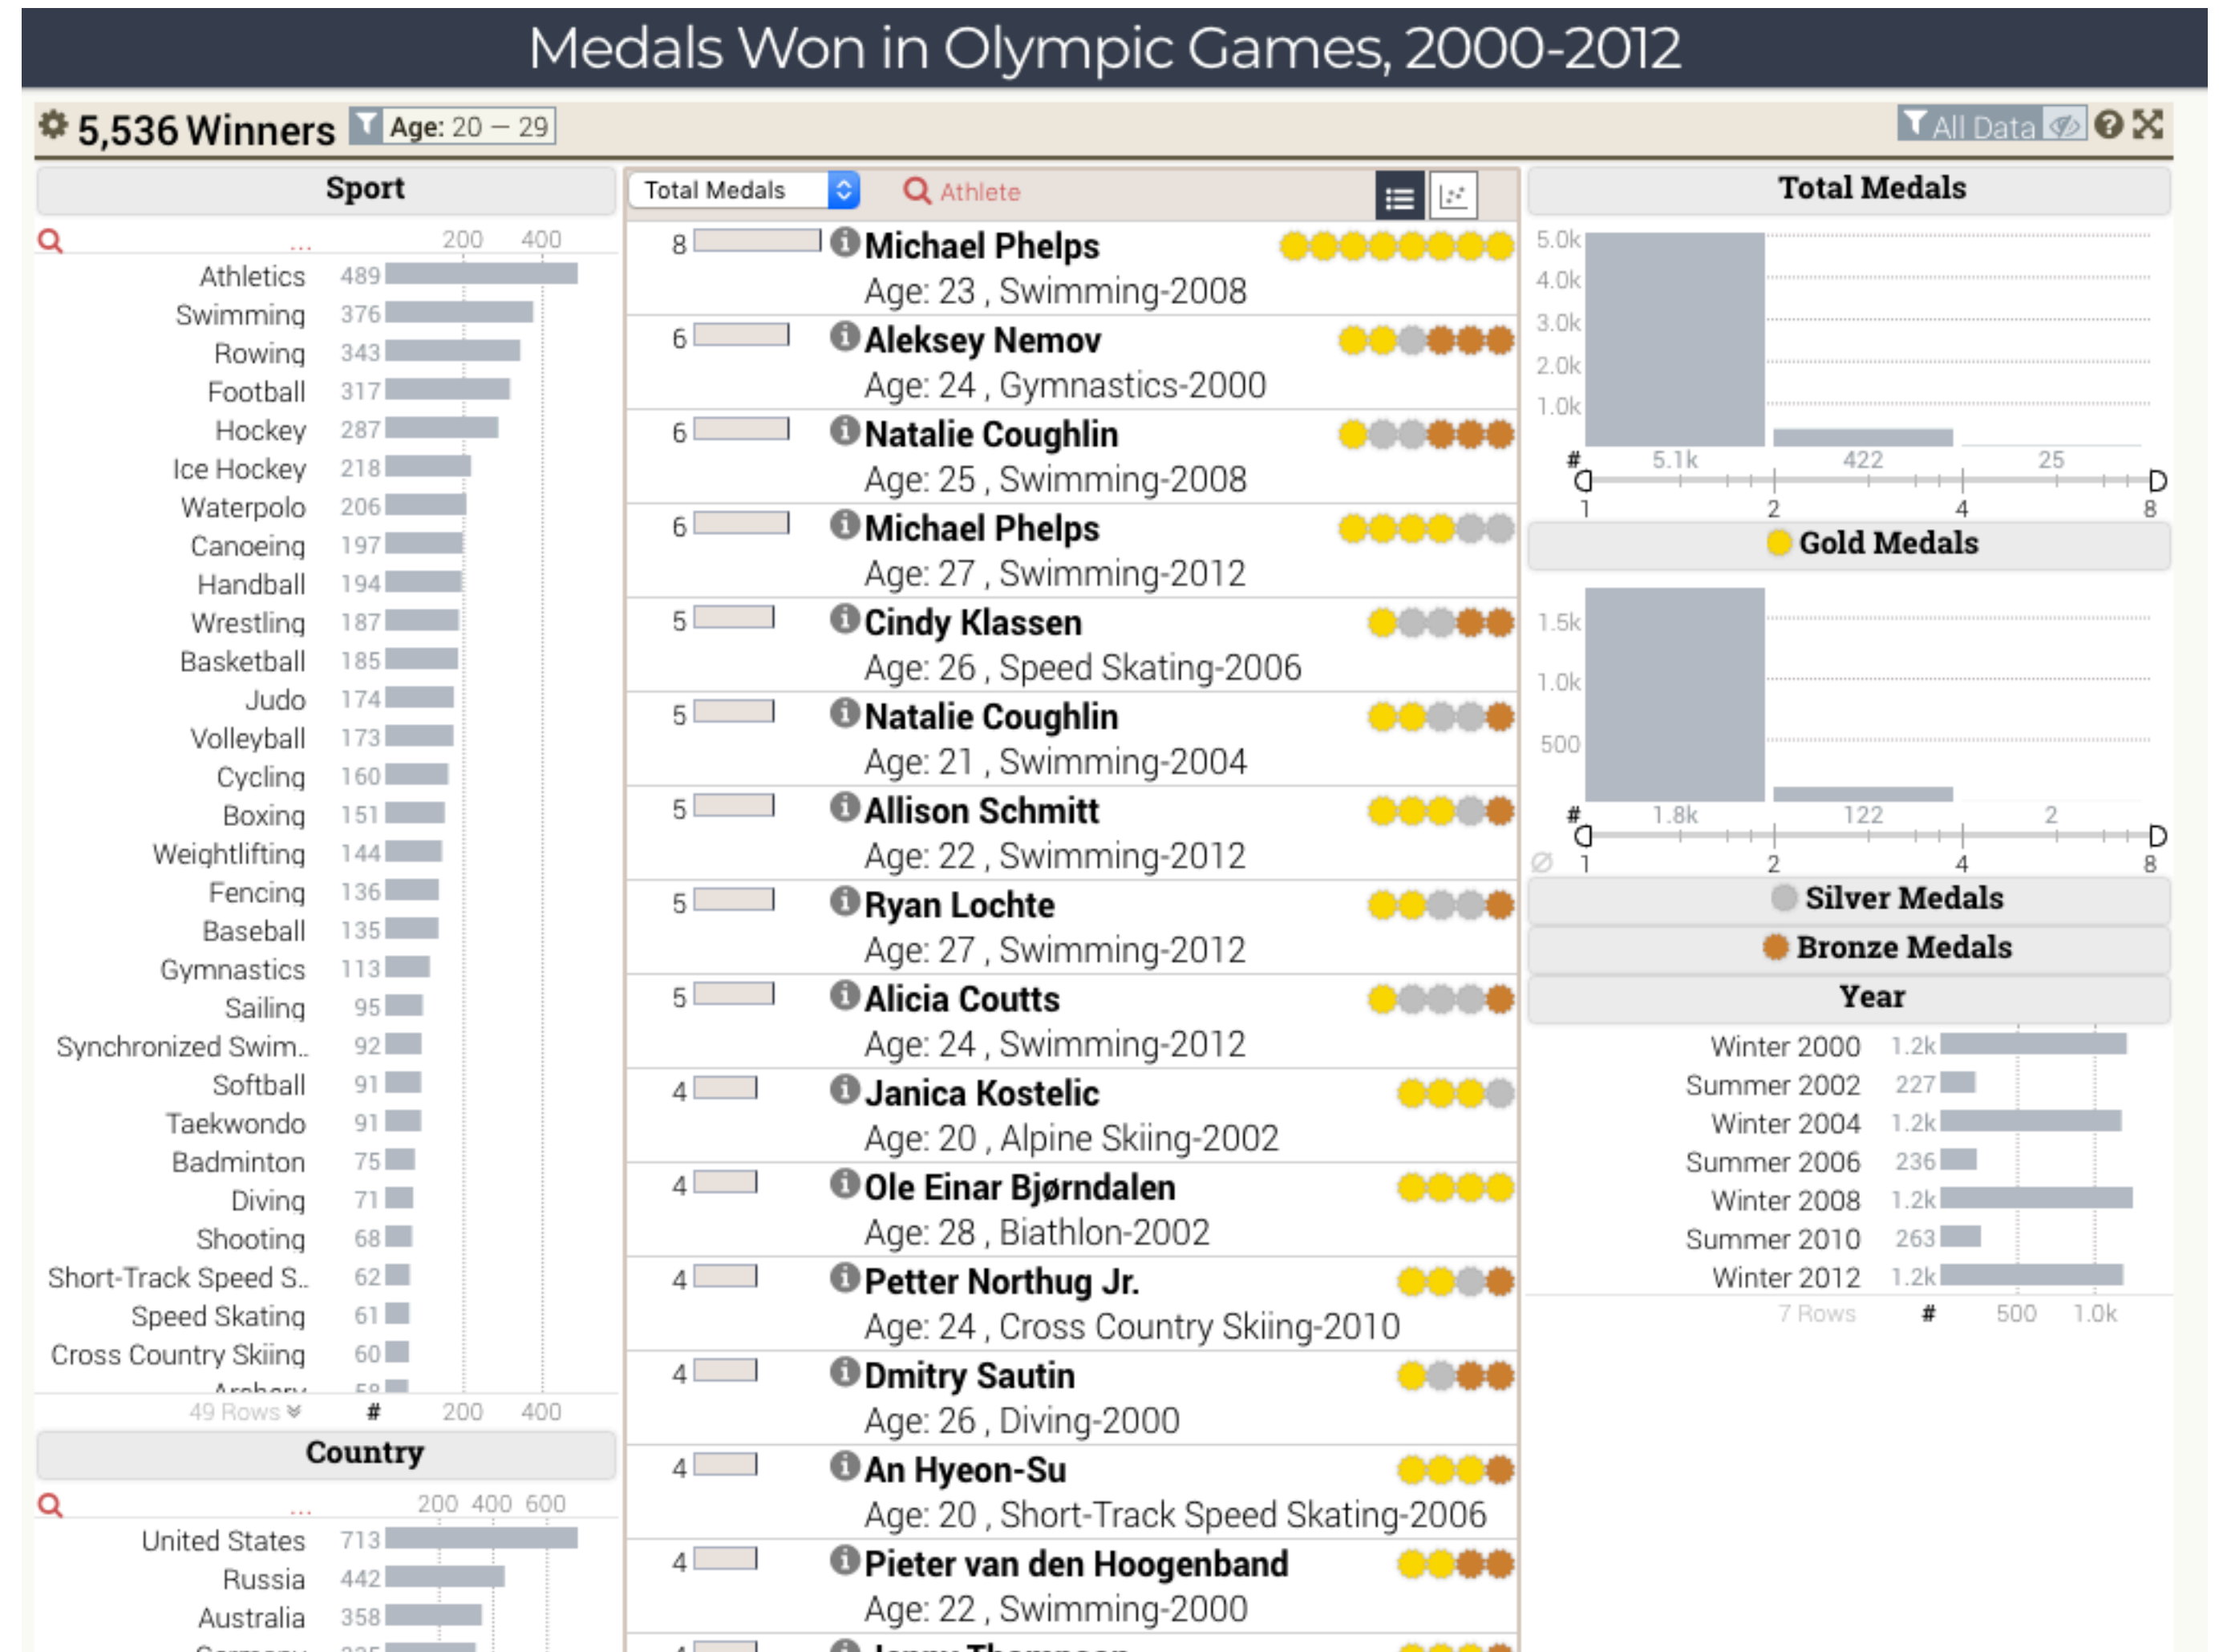 Medals Won in Olympic Games, 2000-2012
5,536 Winners Age: 20 – 29 All Data
Sport
... 200 400
Athletics 489
Swimming 376
Rowing 343
Football 317
Hockey 287
Ice Hockey 218
Waterpolo 206
Canoeing 197
Handball 194
Wrestling 187
Basketball 185
Judo 174
Volleyball 173
Cycling 160
Boxing 151
Weightlifting 144
Fencing 136
Baseball 135
Gymnastics 113
Sailing 95
Synchronized Swim.. 92
Softball 91
Taekwondo 91
Badminton 75
Diving 71
Shooting 68
Short-Track Speed S.. 62
Speed Skating 61
Cross Country Skiing 60
Archery 58
49 Rows # 200 400
Country
... 200 400 600
United States 713
Russia 442
Australia 358
Total Medals Athlete
8 Michael Phelps
Age: 23 , Swimming-2008
6 Aleksey Nemov
Age: 24 , Gymnastics-2000
6 Natalie Coughlin
Age: 25 , Swimming-2008
6 Michael Phelps
Age: 27 , Swimming-2012
5 Cindy Klassen
Age: 26 , Speed Skating-2006
5 Natalie Coughlin
Age: 21 , Swimming-2004
5 Allison Schmitt
Age: 22 , Swimming-2012
5 Ryan Lochte
Age: 27 , Swimming-2012
5 Alicia Coutts
Age: 24 , Swimming-2012
4 Janica Kostelic
Age: 20 , Alpine Skiing-2002
4 Ole Einar Bjørndalen
Age: 28 , Biathlon-2002
4 Petter Northug Jr.
Age: 24 , Cross Country Skiing-2010
4 Dmitry Sautin
Age: 26 , Diving-2000
4 An Hyeon-Su
Age: 20 , Short-Track Speed Skating-2006
4 Pieter van den Hoogenband
Age: 22 , Swimming-2000
Total Medals
5.0k
4.0k
3.0k
2.0k
1.0k
# 5.1k 422 25
1 2 4 8
Gold Medals
1.5k
1.0k
500
# 1.8k 122 2
Ø 1 2 4 8
Silver Medals
Bronze Medals
Year
Winter 2000 1.2k
Summer 2002 227
Winter 2004 1.2k
Summer 2006 236
Winter 2008 1.2k
Summer 2010 263
Winter 2012 1.2k
7 Rows # 500 1.0k